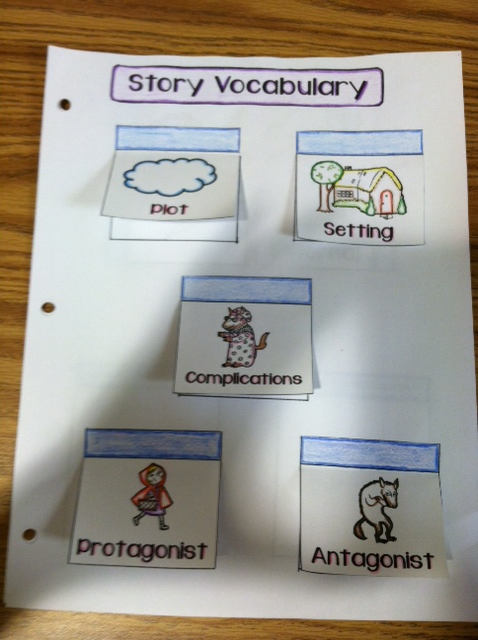 Story Vocabulary
Plot
Setting
Complications
Protagonist
Antagonist